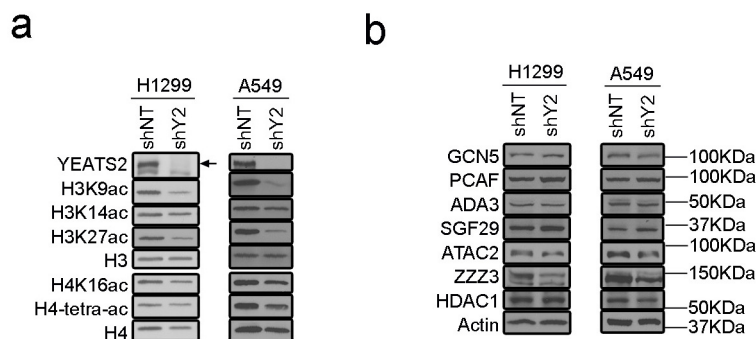 a
H1299 A549
shNT shY2 shNT shY2
YEATS2
H3K9ac
H3K14ac
H3K27ac
H3
H4K16ac
H4-tetra-ac
H4
b
H1299 A549
shNT shY2 shNT shY2
GCN5 100KDa
PCAF 100KDa
ADA3 50KDa
SGF29 37KDa
ATAC2 100KDa
ZZZ3 150KDa
HDAC1 50KDa
Actin 37KDa